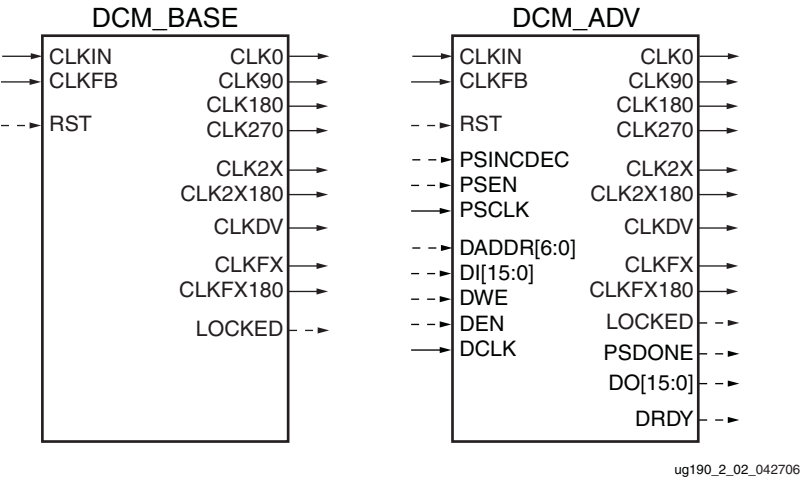 DCM_BASE
CLKIN
CLKFB
RST
CLK0
CLK90
CLK180
CLK270
CLK2X
CLK2X180
CLKDV
CLKFX
CLKFX180
LOCKED
DCM_ADV
CLKIN
CLKFB
RST
PSINCDEC
PSEN
PSCLK
DADDR[6:0]
DI[15:0]
DWE
DEN
DCLK
CLK0
CLK90
CLK180
CLK270
CLK2X
CLK2X180
CLKDV
CLKFX
CLKFX180
LOCKED
PSDONE
DO[15:0]
DRDY
ug190_2_02_042706